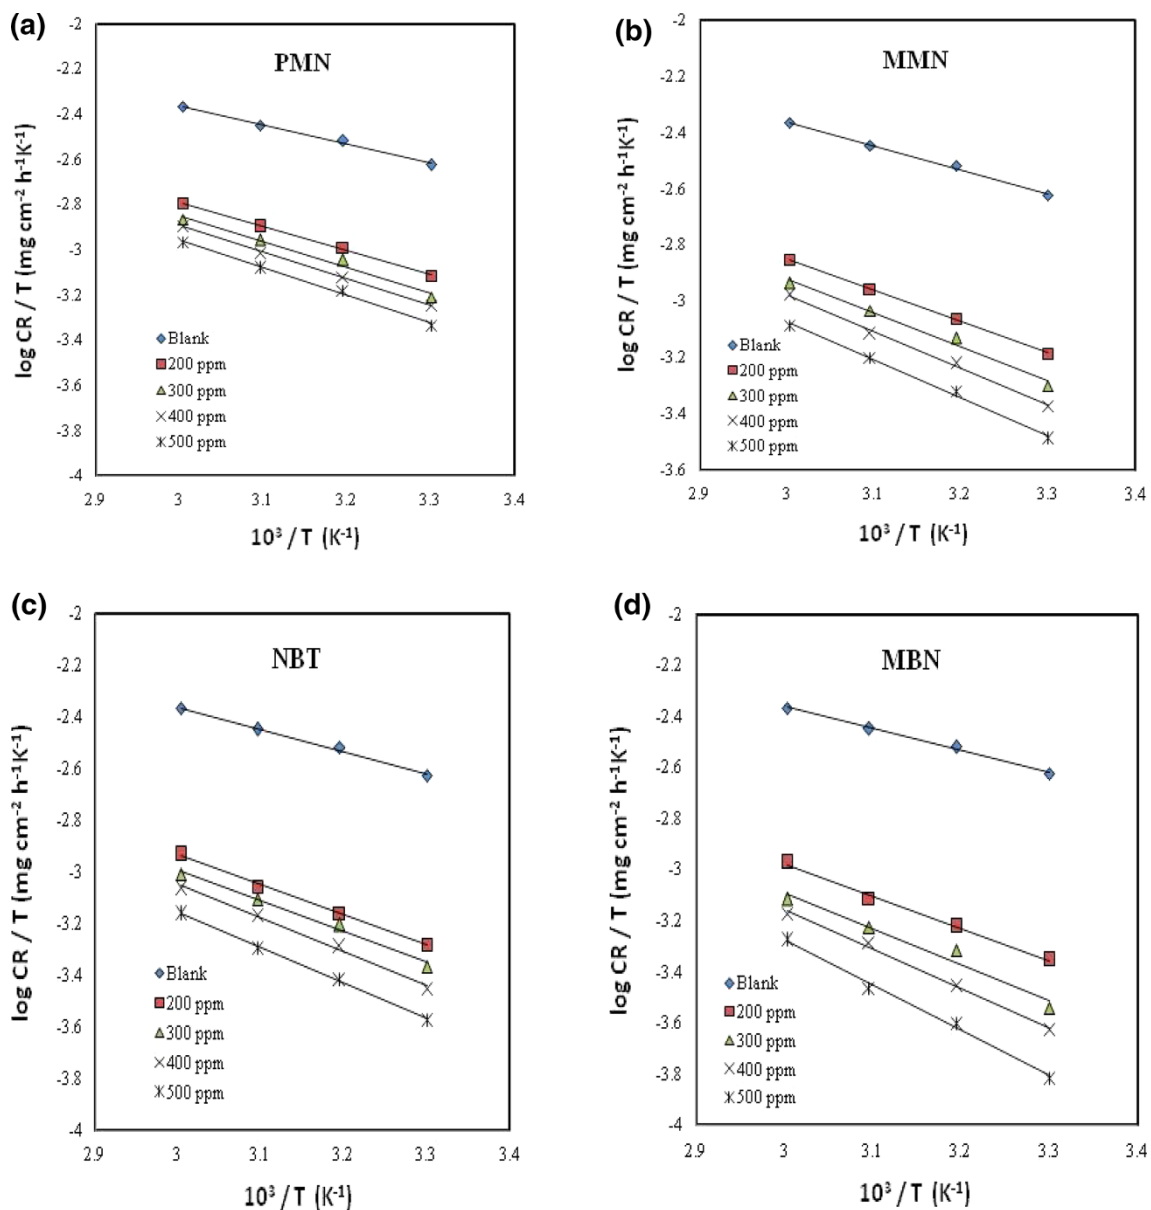 (a)
PMN
-2
-2.2
-2.4
-2.6
-2.8
-3
-3.2
-3.4
-3.6
-3.8
-4
log CR / T (mg cm⁻² h⁻¹K⁻¹)
Blank
200 ppm
300 ppm
400 ppm
500 ppm
2.9 3 3.1 3.2 3.3 3.4
10³ / T (K⁻¹)
(b)
MMN
-2
-2.2
-2.4
-2.6
-2.8
-3
-3.2
-3.4
-3.6
log CR / T (mg cm⁻² h⁻¹K⁻¹)
Blank
200 ppm
300 ppm
400 ppm
500 ppm
2.9 3 3.1 3.2 3.3 3.4
10³ / T (K⁻¹)
(c)
NBT
-2
-2.2
-2.4
-2.6
-2.8
-3
-3.2
-3.4
-3.6
-3.8
-4
log CR / T (mg cm⁻² h⁻¹K⁻¹)
Blank
200 ppm
300 ppm
400 ppm
500 ppm
2.9 3 3.1 3.2 3.3 3.4
10³ / T (K⁻¹)
(d)
MBN
-2
-2.2
-2.4
-2.6
-2.8
-3
-3.2
-3.4
-3.6
-3.8
-4
log CR / T (mg cm⁻² h⁻¹K⁻¹)
Blank
200 ppm
300 ppm
400 ppm
500 ppm
2.9 3 3.1 3.2 3.3 3.4
10³ / T (K⁻¹)